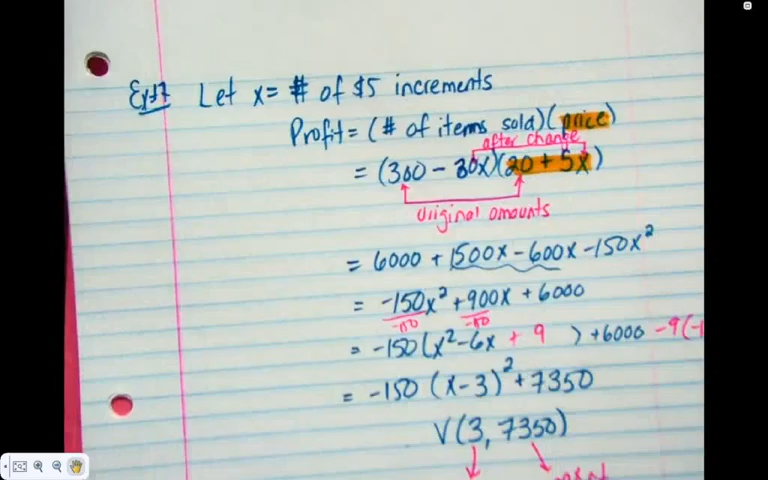 Ex#7 Let x = # of $5 increments
Profit = (# of items sold)(price)
after change
= (300 - 30x)(20 + 5x)
original amounts
= 6000 + 1500x - 600x - 150x²
= -150x² + 900x + 6000
-150 -150
= -150(x² - 6x + 9 ) + 6000 -9(-1
= -150 (x - 3)² + 7350
V(3, 7350)